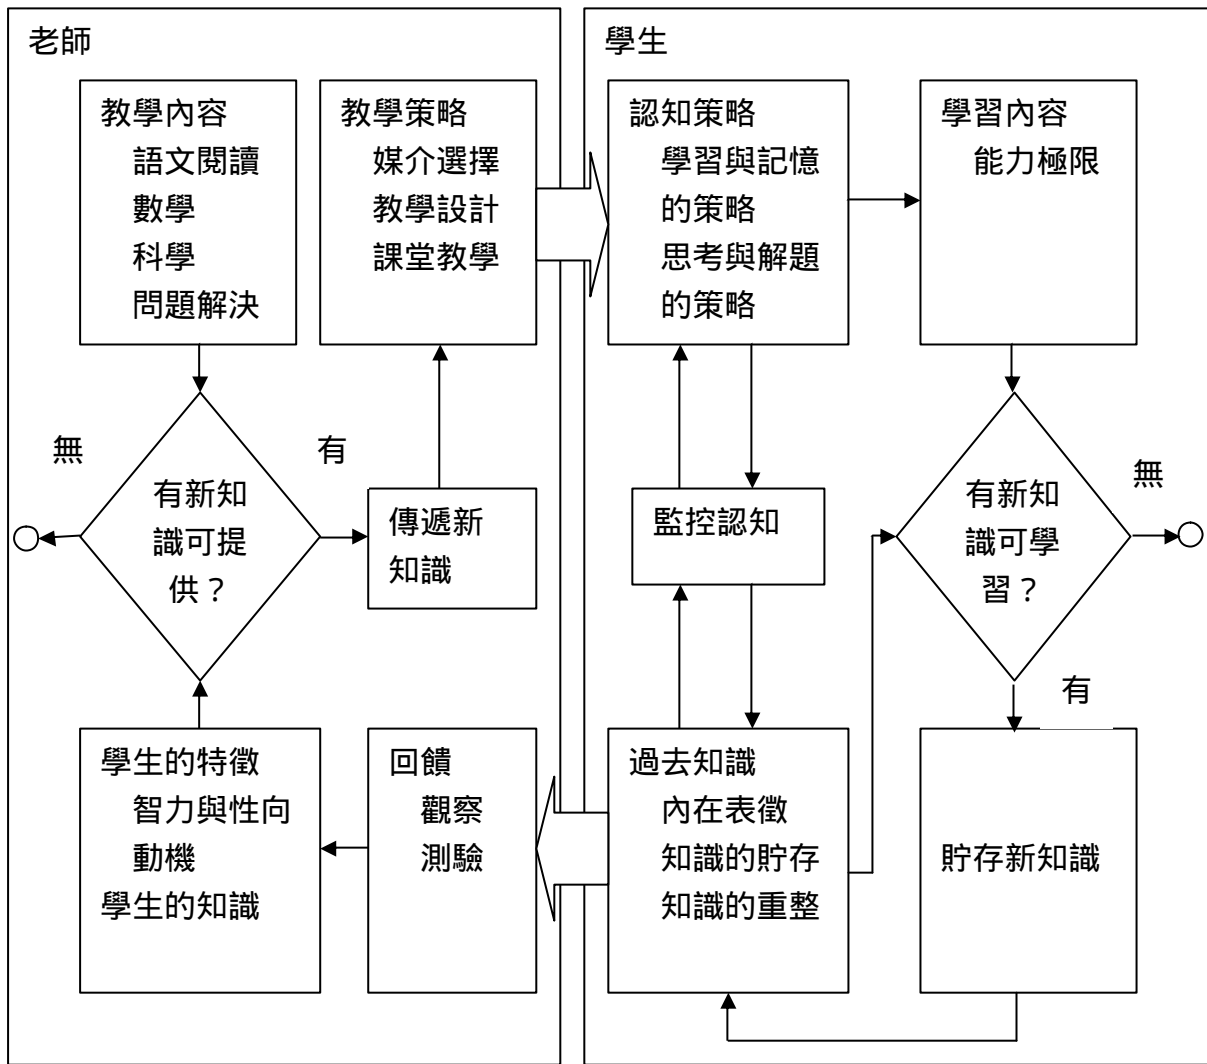 老師
教學內容
語文閱讀
數學
科學
問題解決
教學策略
媒介選擇
教學設計
課堂教學
無
有
有新知
識可提
供？
傳遞新
知識
學生的特徵
智力與性向
動機
學生的知識
回饋
觀察
測驗
學生
認知策略
學習與記憶
的策略
思考與解題
的策略
學習內容
能力極限
監控認知
有新知
識可學
習？
無
有
過去知識
內在表徵
知識的貯存
知識的重整
貯存新知識